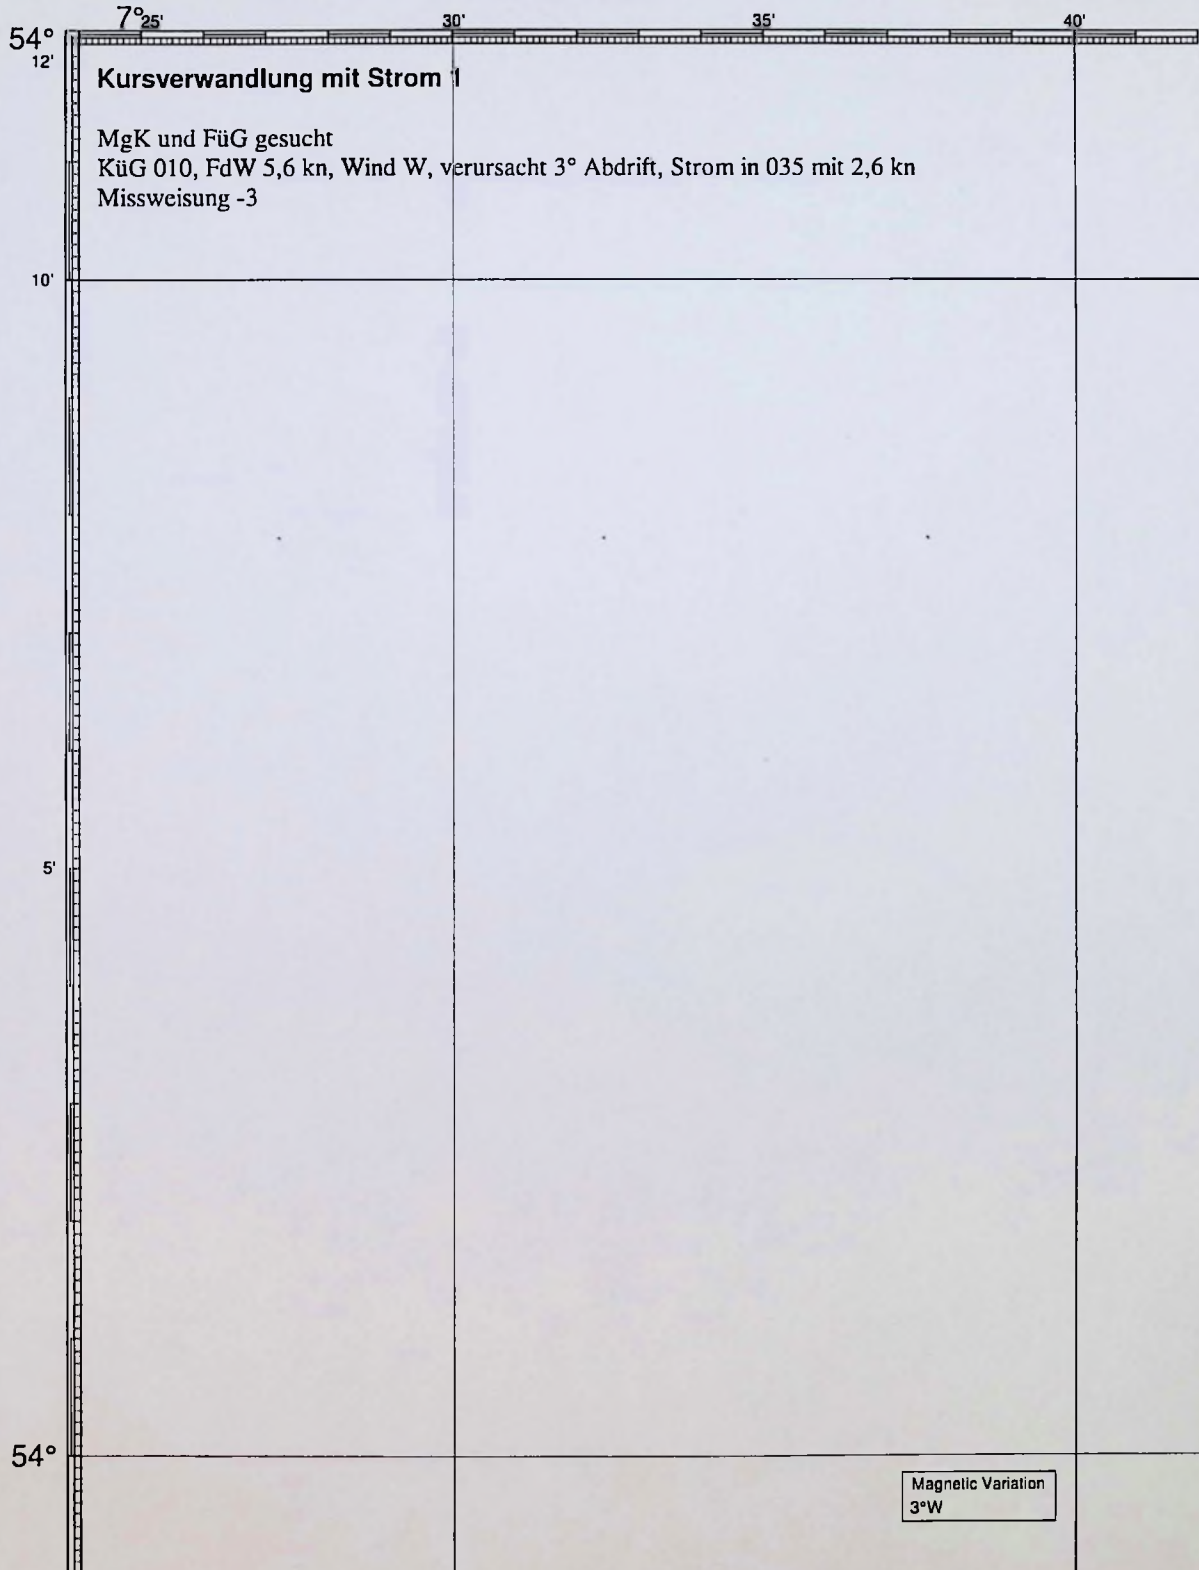 7° 25' 30' 35' 40'
54°
12'
Kursverwandlung mit Strom 1
MgK und FüG gesucht
KüG 010, FdW 5,6 kn, Wind W, verursacht 3° Abdrift, Strom in 035 mit 2,6 kn
Missweisung -3
10'
5'
54°
Magnetic Variation
3°W